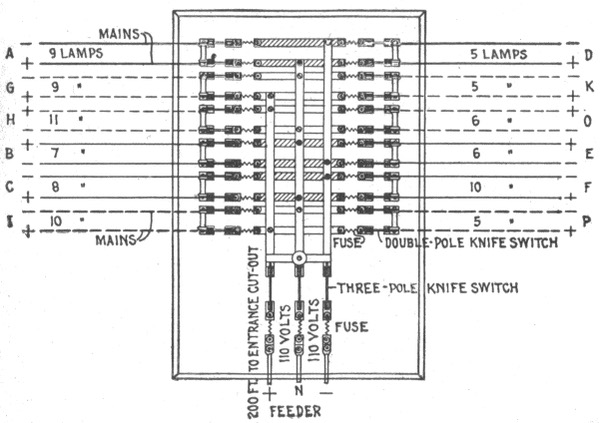 MAINS
A 9 LAMPS 5 LAMPS D
+ +
G 9 " 5 " K
+ +
H 11 " 6 " O
+ +
B 7 " 6 " E
+ +
C 8 " 10 " F
+ +
I 10 " 5 " P
+ +
MAINS
FUSE DOUBLE-POLE KNIFE SWITCH
THREE-POLE KNIFE SWITCH
FUSE
200 FT. TO ENTRANCE CUT-OUT
110 VOLTS
110 VOLTS
+ N −
FEEDER